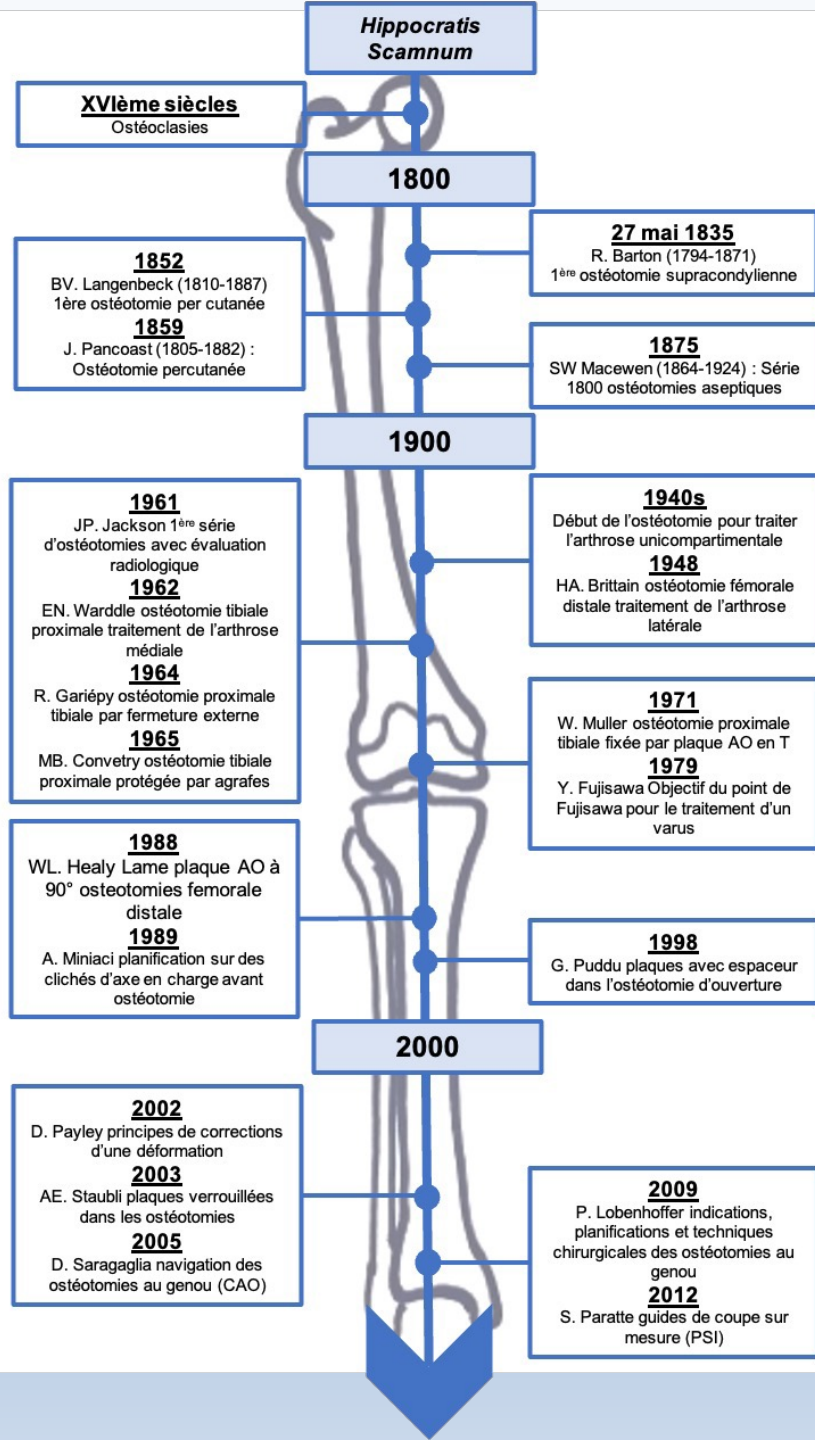 Hippocratis
Scamnum
XVIème siècles
Ostéoclasies
1800
27 mai 1835
R. Barton (1794-1871)
1ère ostéotomie supracondylienne
1852
BV. Langenbeck (1810-1887)
1ère ostéotomie per cutanée
1859
J. Pancoast (1805-1882) :
Ostéotomie percutanée
1875
SW Macewen (1864-1924) : Série
1800 ostéotomies aseptiques
1900
1940s
Début de l'ostéotomie pour traiter
l'arthrose unicompartimentale
1948
HA. Brittain ostéotomie fémorale
distale traitement de l'arthrose
latérale
1961
JP. Jackson 1ère série
d'ostéotomies avec évaluation
radiologique
1962
EN. Warddle ostéotomie tibiale
proximale traitement de l'arthrose
médiale
1964
R. Gariépy ostéotomie proximale
tibiale par fermeture externe
1965
MB. Convetry ostéotomie tibiale
proximale protégée par agrafes
1971
W. Muller ostéotomie proximale
tibiale fixée par plaque AO en T
1979
Y. Fujisawa Objectif du point de
Fujisawa pour le traitement d'un
varus
1988
WL. Healy Lame plaque AO à
90° osteotomies femorale
distale
1989
A. Miniaci planification sur des
clichés d'axe en charge avant
ostéotomie
1998
G. Puddu plaques avec espaceur
dans l'ostéotomie d'ouverture
2000
2002
D. Payley principes de corrections
d'une déformation
2003
AE. Staubli plaques verrouillées
dans les ostéotomies
2005
D. Saragaglia navigation des
ostéotomies au genou (CAO)
2009
P. Lobenhoffer indications,
planifications et techniques
chirurgicales des ostéotomies au
genou
2012
S. Paratte guides de coupe sur
mesure (PSI)